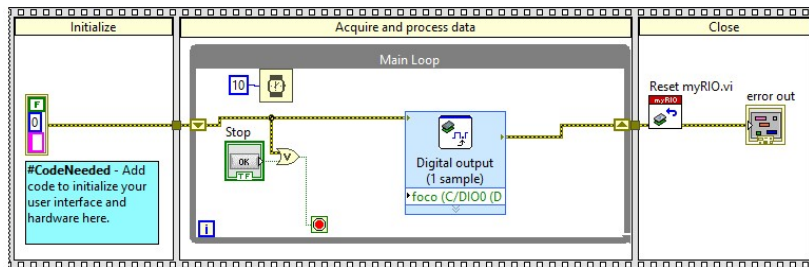 Initialize
Acquire and process data
Close
Main Loop
10
Reset myRIO.vi
myRIO
error out
F
0
Stop
OK
TF
V
Digital output
(1 sample)
foco (C/DIO0 (D
#CodeNeeded - Add
code to initialize your
user interface and
hardware here.
i